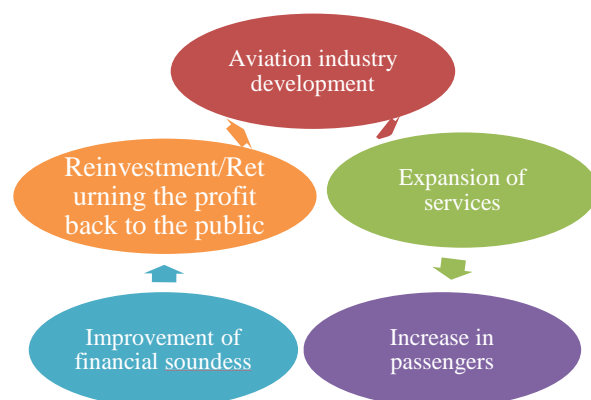 Aviation industry
development
Reinvestment/Ret
urning the profit
back to the public
Expansion of
services
Improvement of
financial soundess
Increase in
passengers